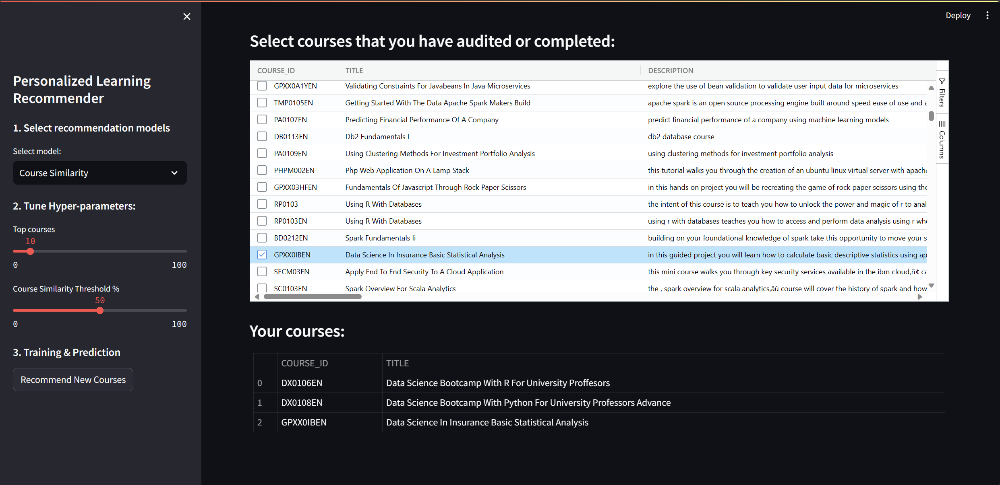 Deploy
Personalized Learning
Recommender
1. Select recommendation models
Select model:
Course Similarity
2. Tune Hyper-parameters:
Top courses
10
0 100
Course Similarity Threshold %
50
0 100
3. Training & Prediction
Recommend New Courses
Select courses that you have audited or completed:
COURSE_ID TITLE DESCRIPTION
GPXX0A1YEN Validating Constraints For Javabeans In Java Microservices explore the use of bean validation to validate user input data for microservices
TMP0105EN Getting Started With The Data Apache Spark Makers Build apache spark is an open source processing engine built around speed ease of use and a
PA0107EN Predicting Financial Performance Of A Company predict financial performance of a company using machine learning models
DB0113EN Db2 Fundamentals I db2 database course
PA0109EN Using Clustering Methods For Investment Portfolio Analysis using clustering methods for investment portfolio analysis
PHPM002EN Php Web Application On A Lamp Stack this tutorial walks you through the creation of an ubuntu linux virtual server with apache
GPXX03HFEN Fundamentals Of Javascript Through Rock Paper Scissors in this hands on project you will be recreating the game of rock paper scissors using the
RP0103 Using R With Databases the intent of this course is to teach you how to unlock the power and magic of r to anal
RP0103EN Using R With Databases using r with databases teaches you how to access and perform data analysis using r whe
BD0212EN Spark Fundamentals Ii building on your foundational knowledge of spark take this opportunity to move your s
GPXX0IBEN Data Science In Insurance Basic Statistical Analysis in this guided project you will learn how to calculate basic descriptive statistics using ap
SECM03EN Apply End To End Security To A Cloud Application this mini course walks you through key security services available in the ibm cloud‚ñ¢ ca
SC0103EN Spark Overview For Scala Analytics the ‚ spark overview for scala analytics‚äù course will cover the history of spark and how
Filters
Columns
Your courses:
COURSE_ID TITLE
0 DX0106EN Data Science Bootcamp With R For University Proffesors
1 DX0108EN Data Science Bootcamp With Python For University Professors Advance
2 GPXX0IBEN Data Science In Insurance Basic Statistical Analysis